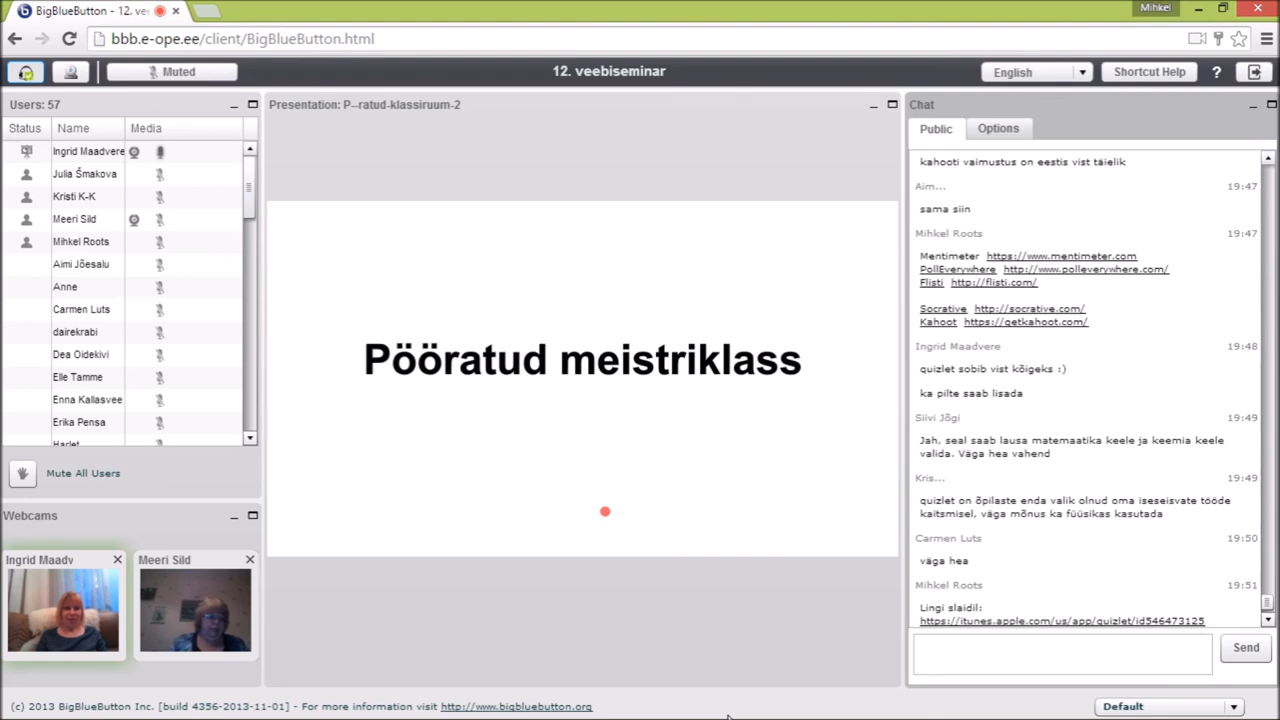 BigBlueButton - 12. vee
Mihkel
bbb.e-ope.ee/client/BigBlueButton.html
Muted
12. veebiseminar
English
Shortcut Help
?
Users: 57
Status Name Media
Ingrid Maadvere
Julia Šmakova
Kristi K-K
Meeri Sild
Mihkel Roots
Aimi Jõesalu
Anne
Carmen Luts
dairekrabi
Dea Oidekivi
Elle Tamme
Enna Kallasvee
Erika Pensa
Harlet
Mute All Users
Webcams
Ingrid Maadv
Meeri Sild
Presentation: P--ratud-klassiruum-2
Pööratud meistriklass
Chat
Public Options
kahooti vaimustus on eestis vist täielik
Aim... 19:47
sama siin
Mihkel Roots 19:47
Mentimeter https://www.mentimeter.com
PollEverywhere http://www.polleverywhere.com/
Flisti http://flisti.com/
Socrative http://socrative.com/
Kahoot https://getkahoot.com/
Ingrid Maadvere 19:48
quizlet sobib vist kõigeks :)
ka pilte saab lisada
Siivi Jõgi 19:49
Jah, seal saab lausa matemaatika keele ja keemia keele
valida. Väga hea vahend
Kris... 19:49
quizlet on õpilaste enda valik olnud oma iseseisvate tööde
kaitsmisel, väga mõnus ka füüsikas kasutada
Carmen Luts 19:50
väga hea
Mihkel Roots 19:51
Lingi slaidil:
https://itunes.apple.com/us/app/quizlet/id546473125
Send
(c) 2013 BigBlueButton Inc. [build 4356-2013-11-01] - For more information visit http://www.bigbluebutton.org
Default